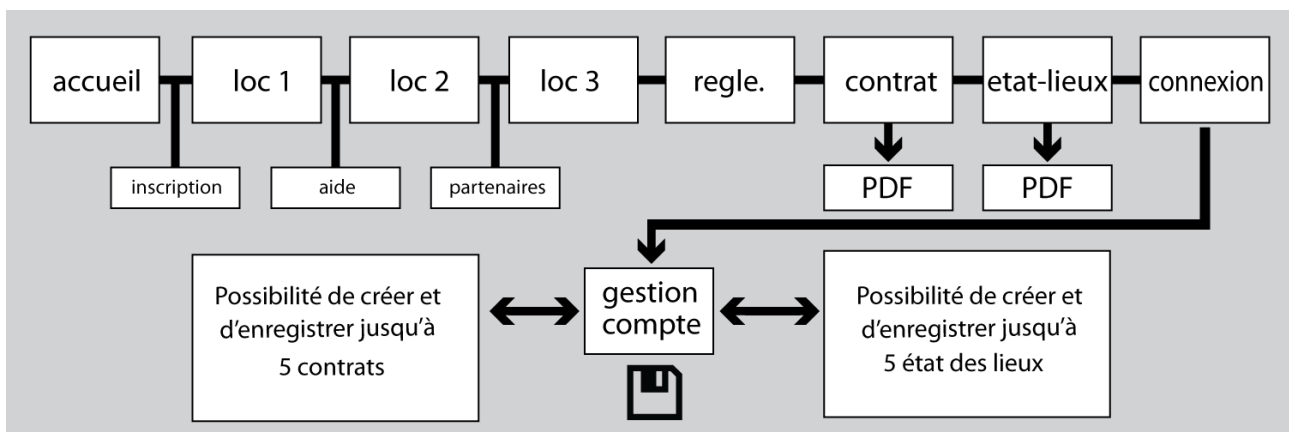 accueil
loc 1
loc 2
loc 3
regle.
contrat
etat-lieux
connexion
inscription
aide
partenaires
PDF
PDF
Possibilité de créer et
d'enregistrer jusqu'à
5 contrats
gestion
compte
Possibilité de créer et
d'enregistrer jusqu'à
5 état des lieux